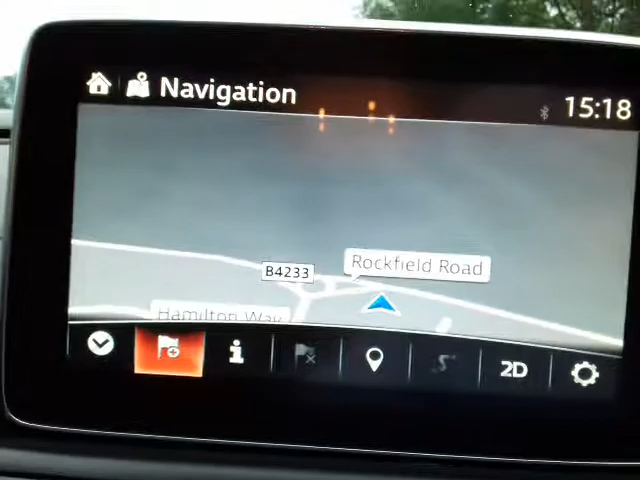 Navigation
15:18
B4233
Rockfield Road
Hamilton Way
2D